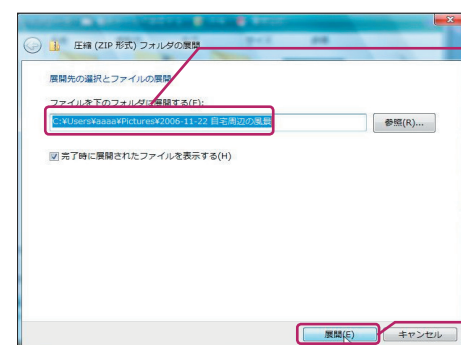 圧縮 (ZIP 形式) フォルダの展開
展開先の選択とファイルの展開
ファイルを下のフォルダに展開する(F):
C:¥Users¥aaaa¥Pictures¥2006-11-22 自宅周辺の風景
参照(R)...
完了時に展開されたファイルを表示する(H)
展開(E)
キャンセル